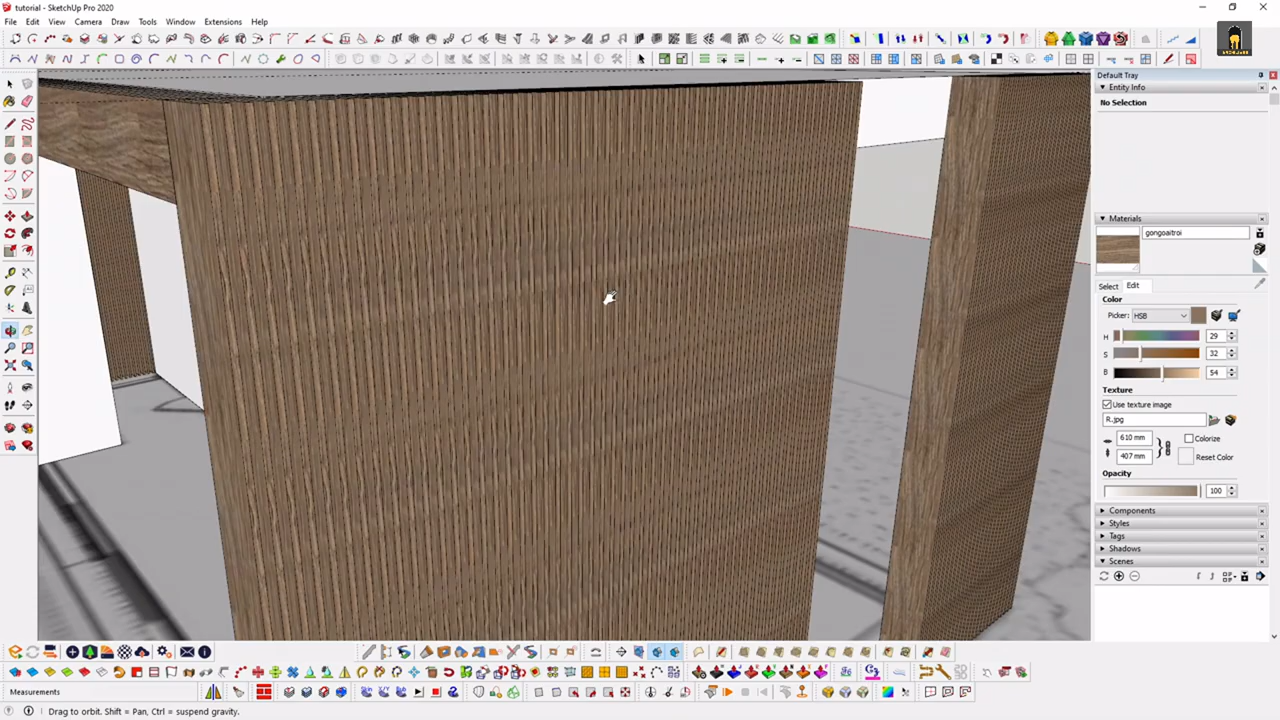 tutorial - SketchUp Pro 2020
File Edit View Camera Draw Tools Window Extensions Help
Default Tray
Entity Info
No Selection
Materials
gongoaitroi
Select Edit
Color
Picker: HSB
H 29
S 32
B 54
Texture
Use texture image
R.jpg
610 mm Colorize
407 mm Reset Color
Opacity
100
Components
Styles
Tags
Shadows
Scenes
Measurements
Drag to orbit. Shift = Pan, Ctrl = suspend gravity.